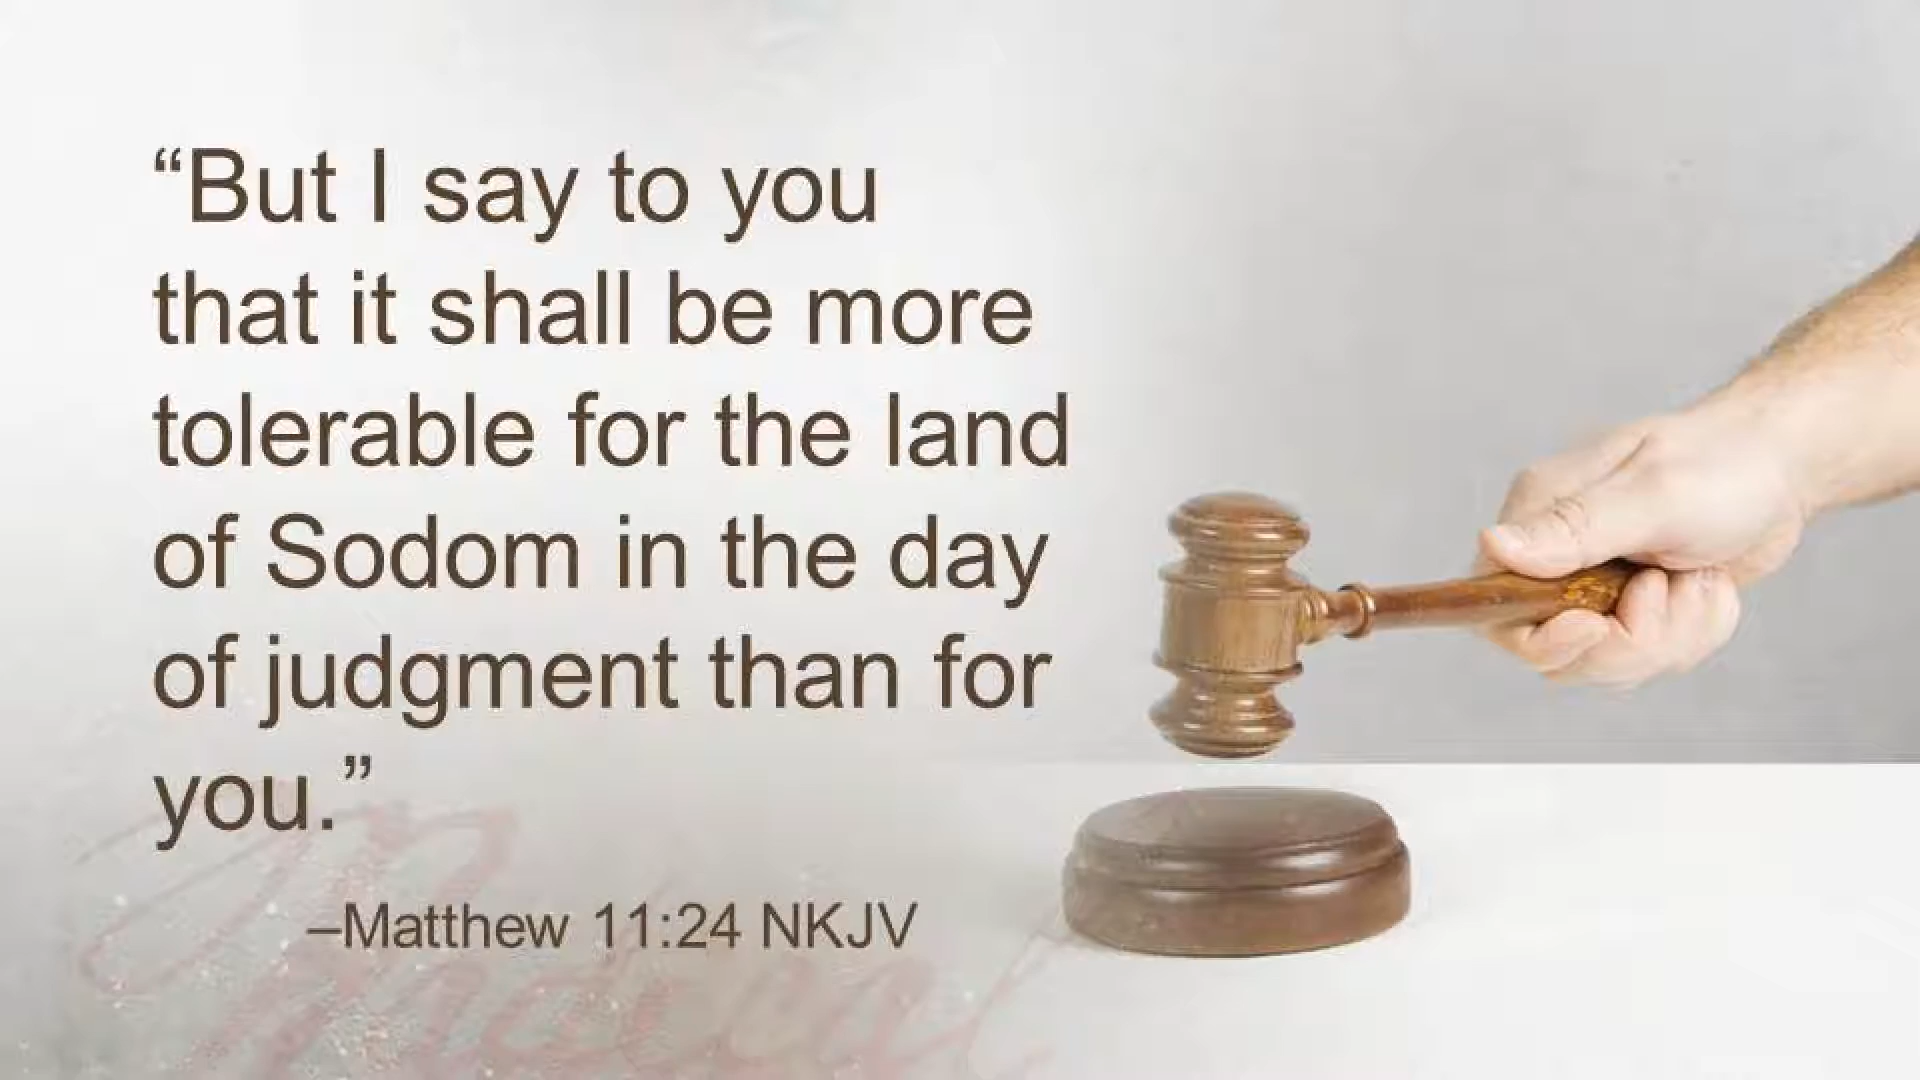 “But I say to you
that it shall be more
tolerable for the land
of Sodom in the day
of judgment than for
you.”
–Matthew 11:24 NKJV